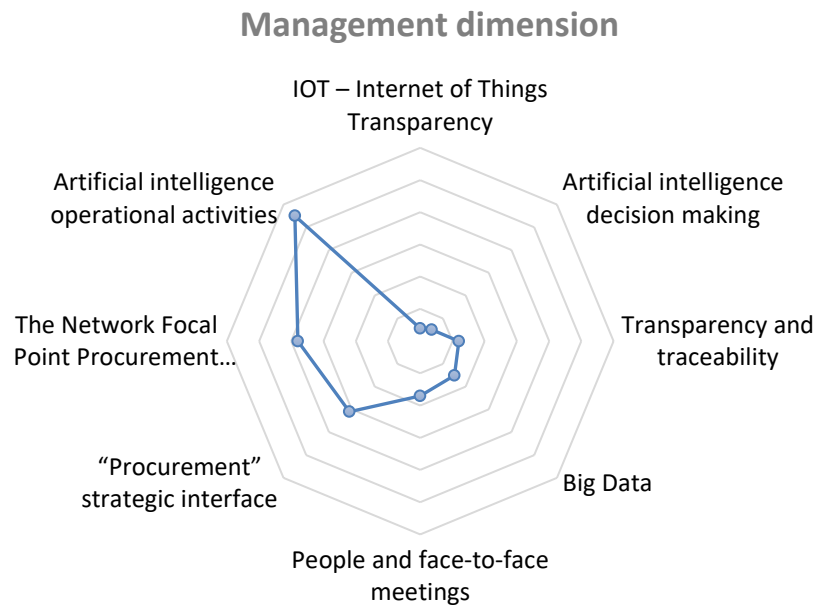 Management dimension
IOT – Internet of Things
Transparency
Artificial intelligence
decision making
Transparency and
traceability
Big Data
People and face-to-face
meetings
“Procurement”
strategic interface
The Network Focal
Point Procurement...
Artificial intelligence
operational activities